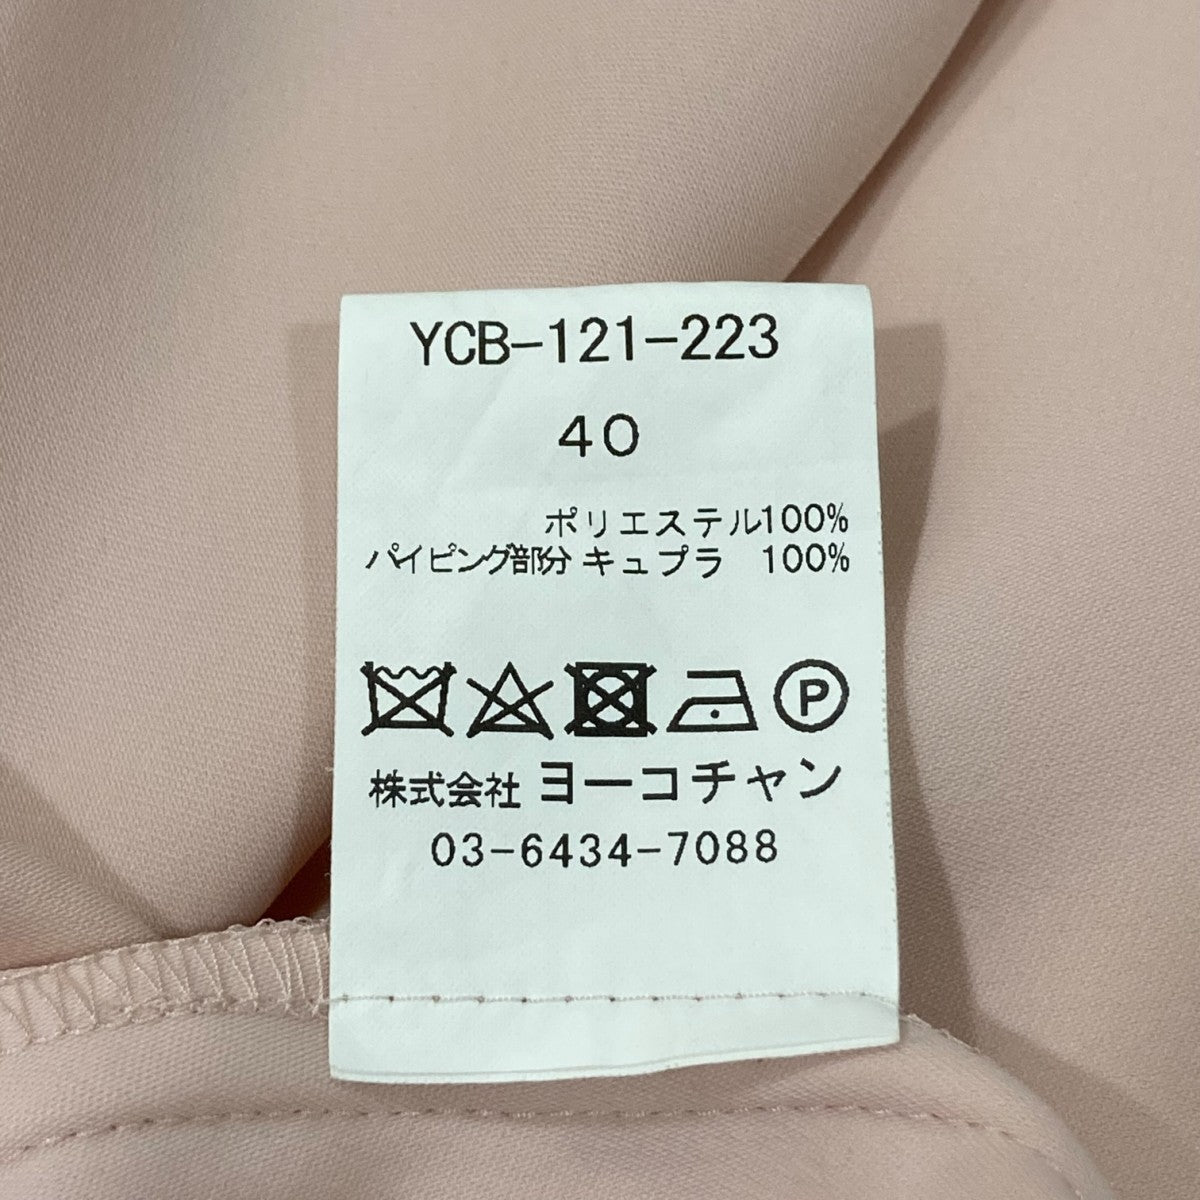 YCB-121-223
40
ポリエステル100%
パイピング部分 キュプラ 100%
P
株式会社 ヨーコチャン
03-6434-7088